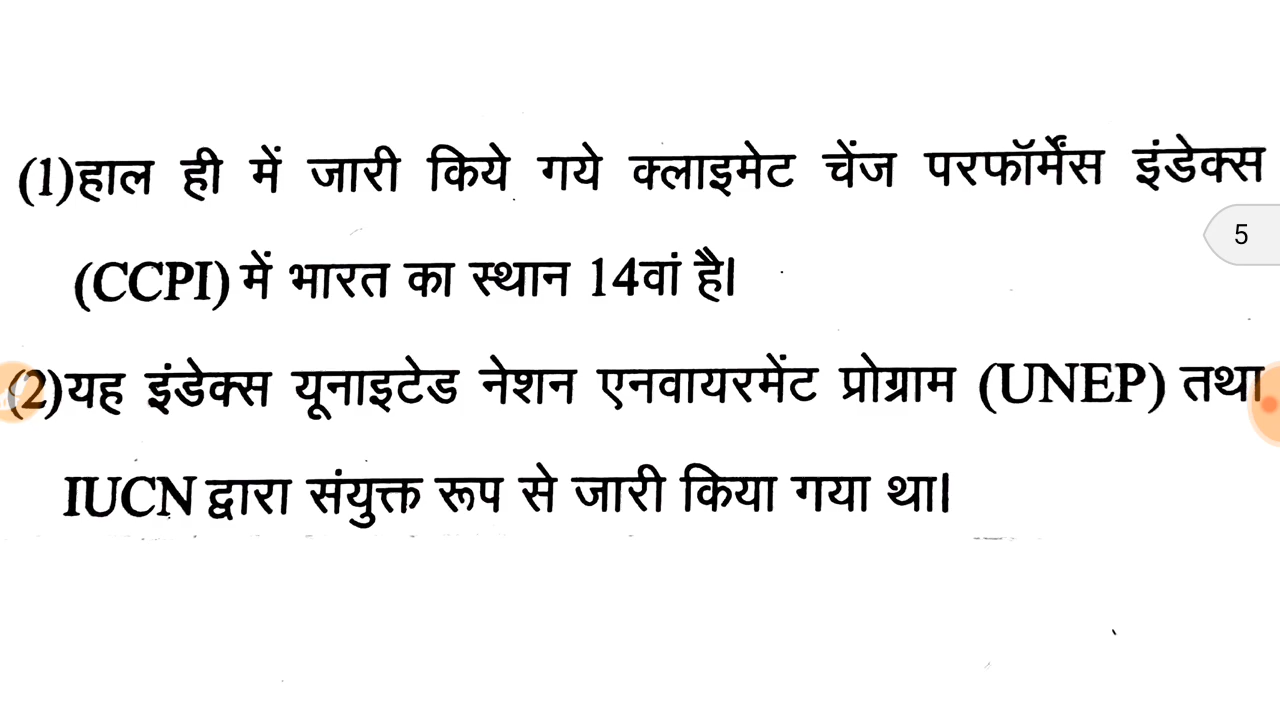 (1)हाल ही में जारी किये गये क्लाइमेट चेंज परफॉर्मेंस इंडेक्स
5
(CCPI) में भारत का स्थान 14वां है।
(2)यह इंडेक्स यूनाइटेड नेशन एनवायरमेंट प्रोग्राम (UNEP) तथा
IUCN द्वारा संयुक्त रूप से जारी किया गया था।